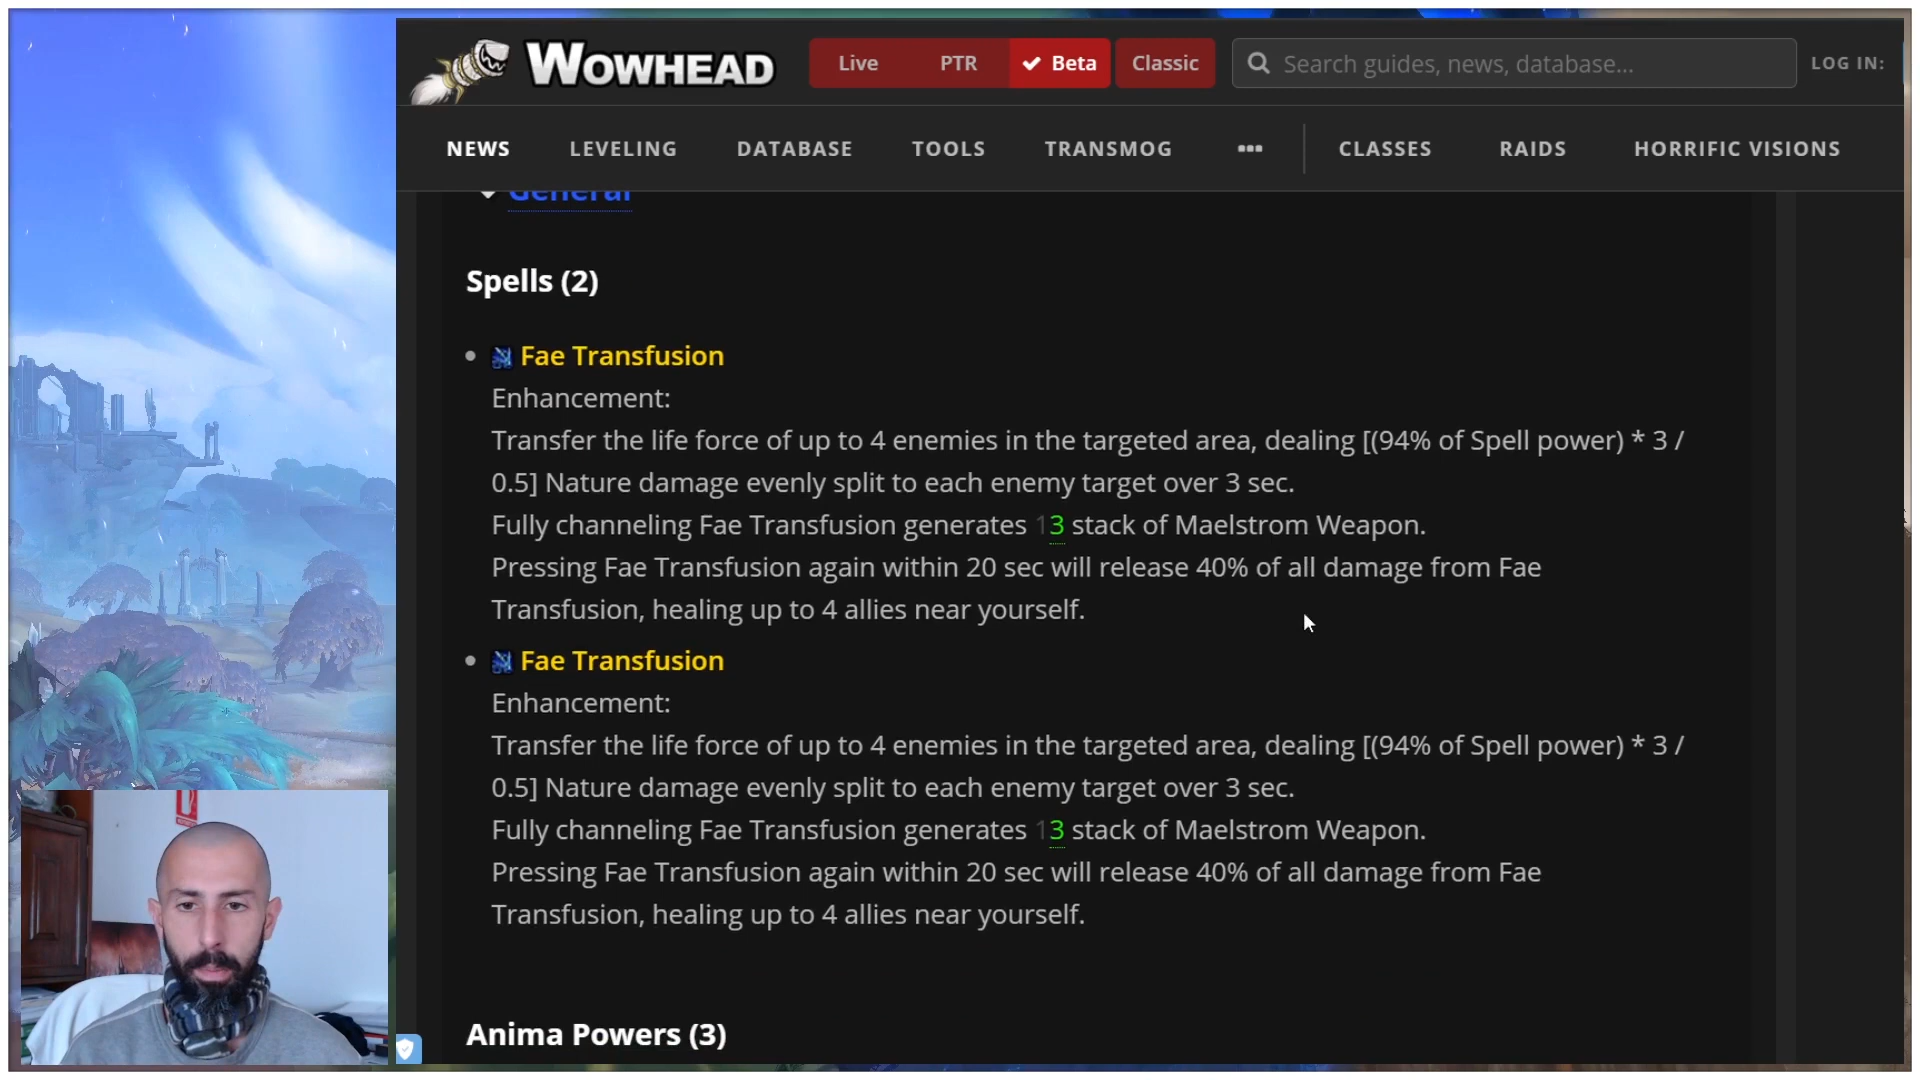 WOWHEAD
Live PTR Beta Classic Search guides, news, database... LOG IN:
NEWS LEVELING DATABASE TOOLS TRANSMOG ••• CLASSES RAIDS HORRIFIC VISIONS
General
Spells (2)
Fae Transfusion
Enhancement:
Transfer the life force of up to 4 enemies in the targeted area, dealing [(94% of Spell power) * 3 /
0.5] Nature damage evenly split to each enemy target over 3 sec.
Fully channeling Fae Transfusion generates 13 stack of Maelstrom Weapon.
Pressing Fae Transfusion again within 20 sec will release 40% of all damage from Fae
Transfusion, healing up to 4 allies near yourself.
Fae Transfusion
Enhancement:
Transfer the life force of up to 4 enemies in the targeted area, dealing [(94% of Spell power) * 3 /
0.5] Nature damage evenly split to each enemy target over 3 sec.
Fully channeling Fae Transfusion generates 13 stack of Maelstrom Weapon.
Pressing Fae Transfusion again within 20 sec will release 40% of all damage from Fae
Transfusion, healing up to 4 allies near yourself.
Anima Powers (3)